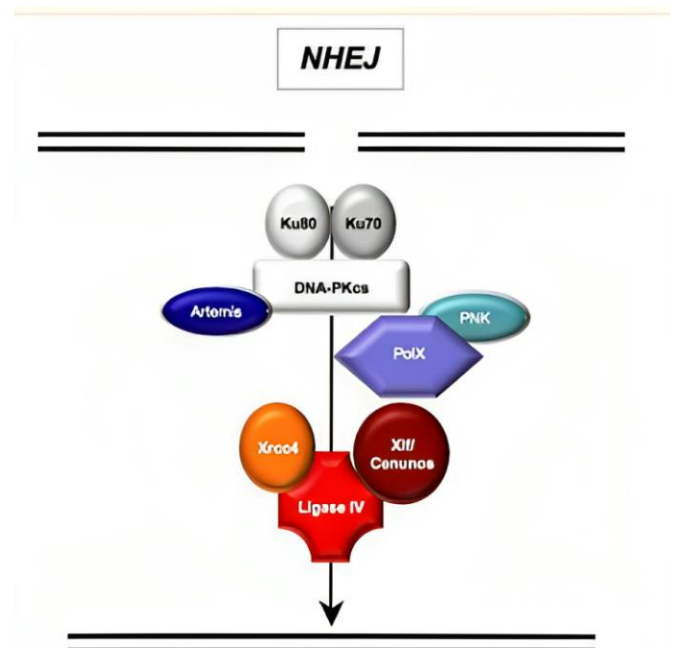 NHEJ
Ku80 Ku70
DNA-PKcs
Artemis
PNK
PolX
Xrcc4
Xlf/
Cenunos
Ligase IV